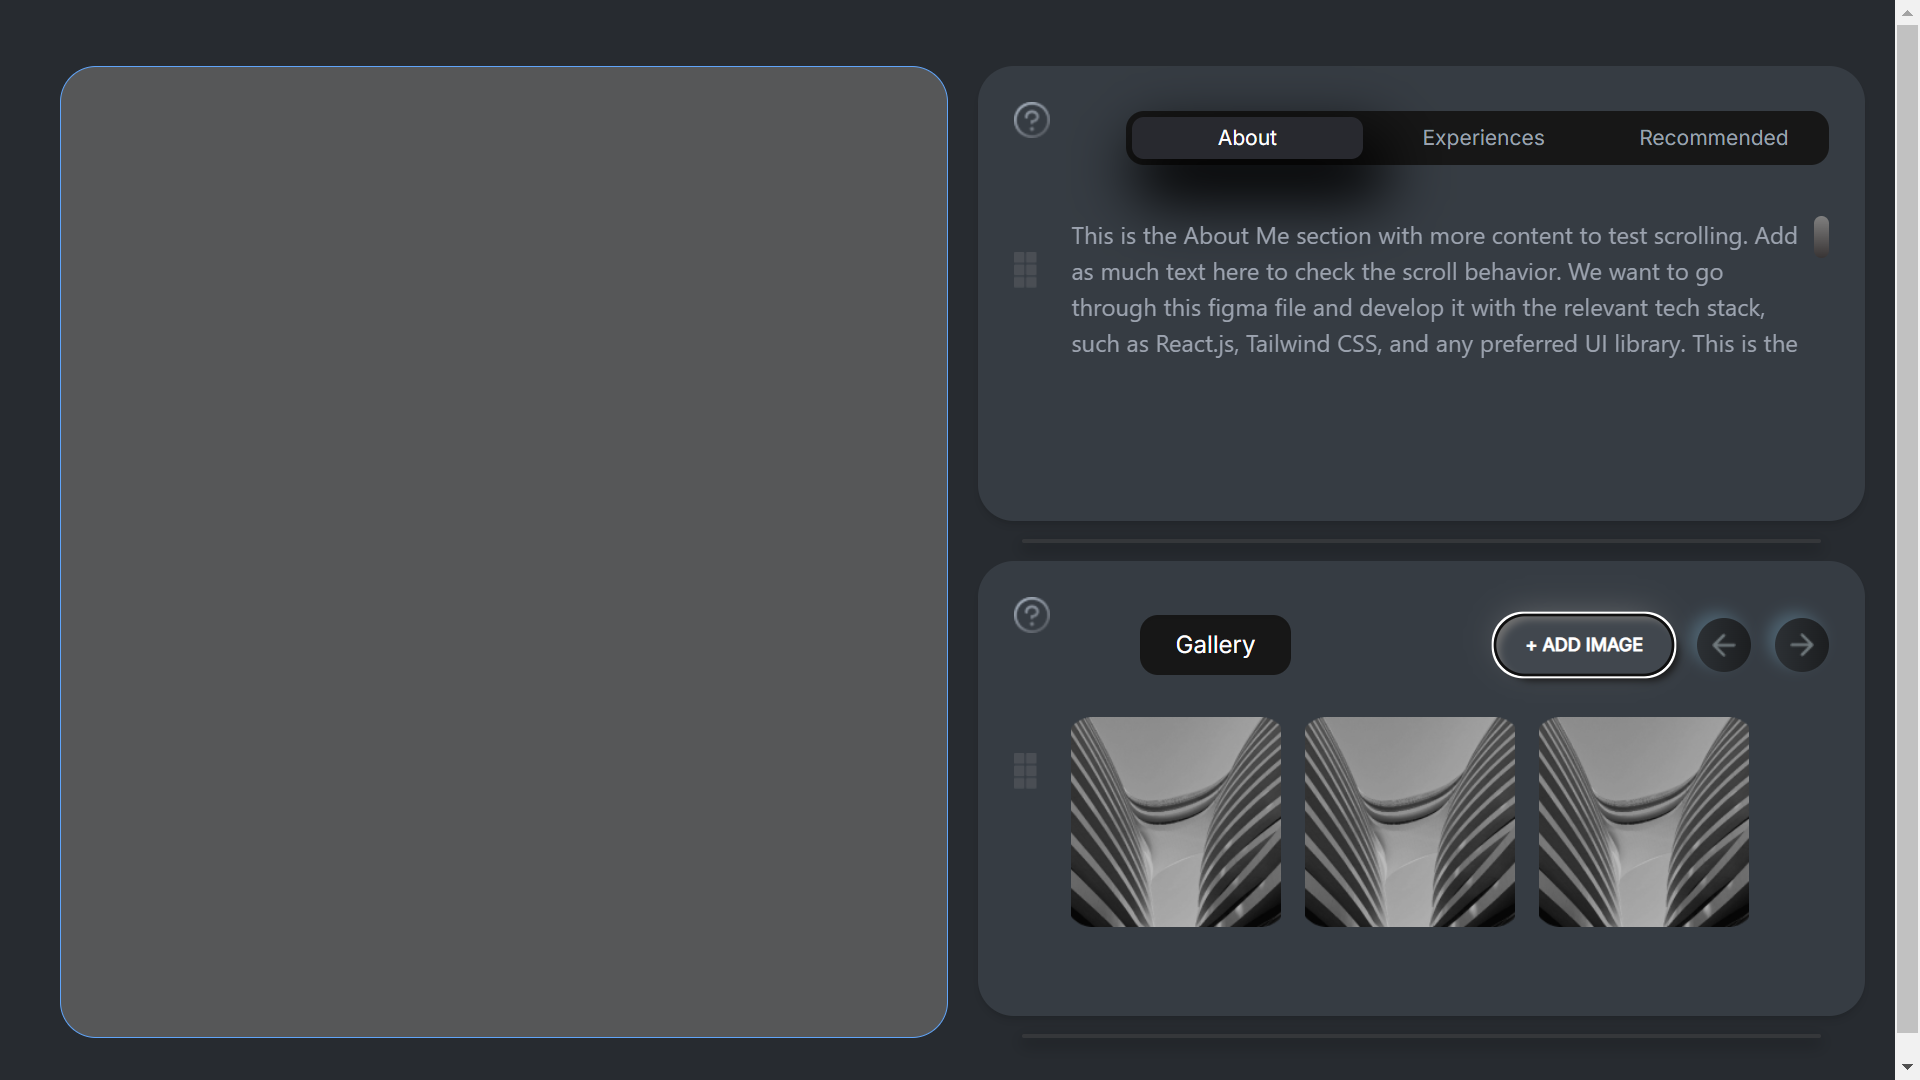 About Experiences Recommended
This is the About Me section with more content to test scrolling. Add
as much text here to check the scroll behavior. We want to go
through this figma file and develop it with the relevant tech stack,
such as React.js, Tailwind CSS, and any preferred UI library. This is the
Gallery
+ ADD IMAGE